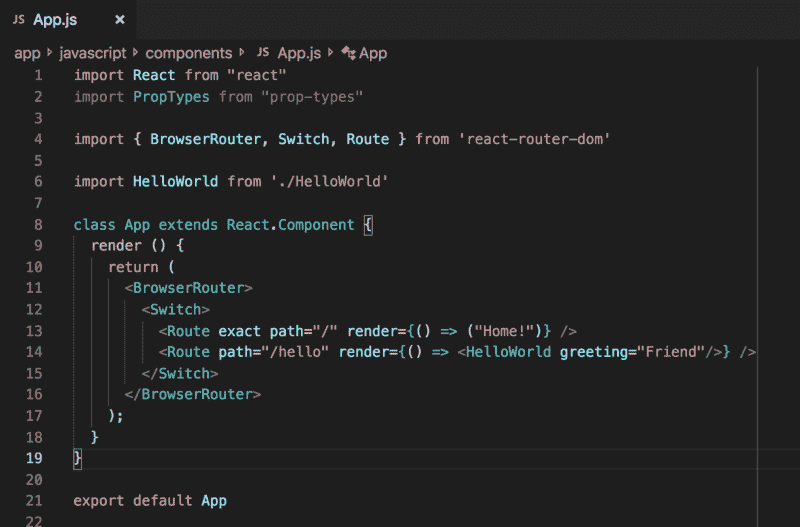 JS App.js ×
app › javascript › components › JS App.js › App
1 import React from "react"
2 import PropTypes from "prop-types"
3
4 import { BrowserRouter, Switch, Route } from 'react-router-dom'
5
6 import HelloWorld from './HelloWorld'
7
8 class App extends React.Component {
9   render () {
10     return (
11       <BrowserRouter>
12         <Switch>
13           <Route exact path="/" render={() => ("Home!")} />
14           <Route path="/hello" render={() => <HelloWorld greeting="Friend"/>} />
15         </Switch>
16       </BrowserRouter>
17     );
18   }
19 }
20
21 export default App
22